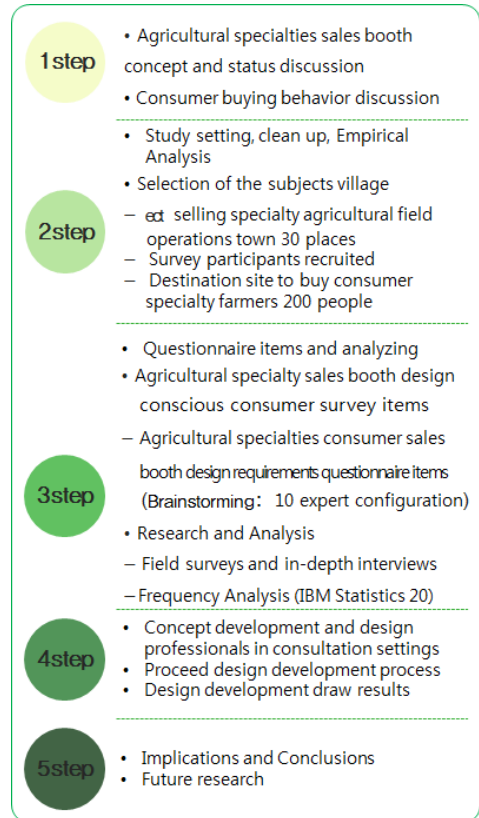 1step
• Agricultural specialties sales booth
concept and status discussion
• Consumer buying behavior discussion
2step
• Study setting, clean up, Empirical
Analysis
• Selection of the subjects village
– selling specialty agricultural field
operations town 30 places
– Survey participants recruited
– Destination site to buy consumer
specialty farmers 200 people
3step
• Questionnaire items and analyzing
• Agricultural specialty sales booth design
conscious consumer survey items
– Agricultural specialties consumer sales
booth design requirements questionnaire items
(Brainstorming: 10 expert configuration)
• Research and Analysis
– Field surveys and in-depth interviews
– Frequency Analysis (IBM Statistics 20)
4step
• Concept development and design
professionals in consultation settings
• Proceed design development process
• Design development draw results
5step
• Implications and Conclusions
• Future research